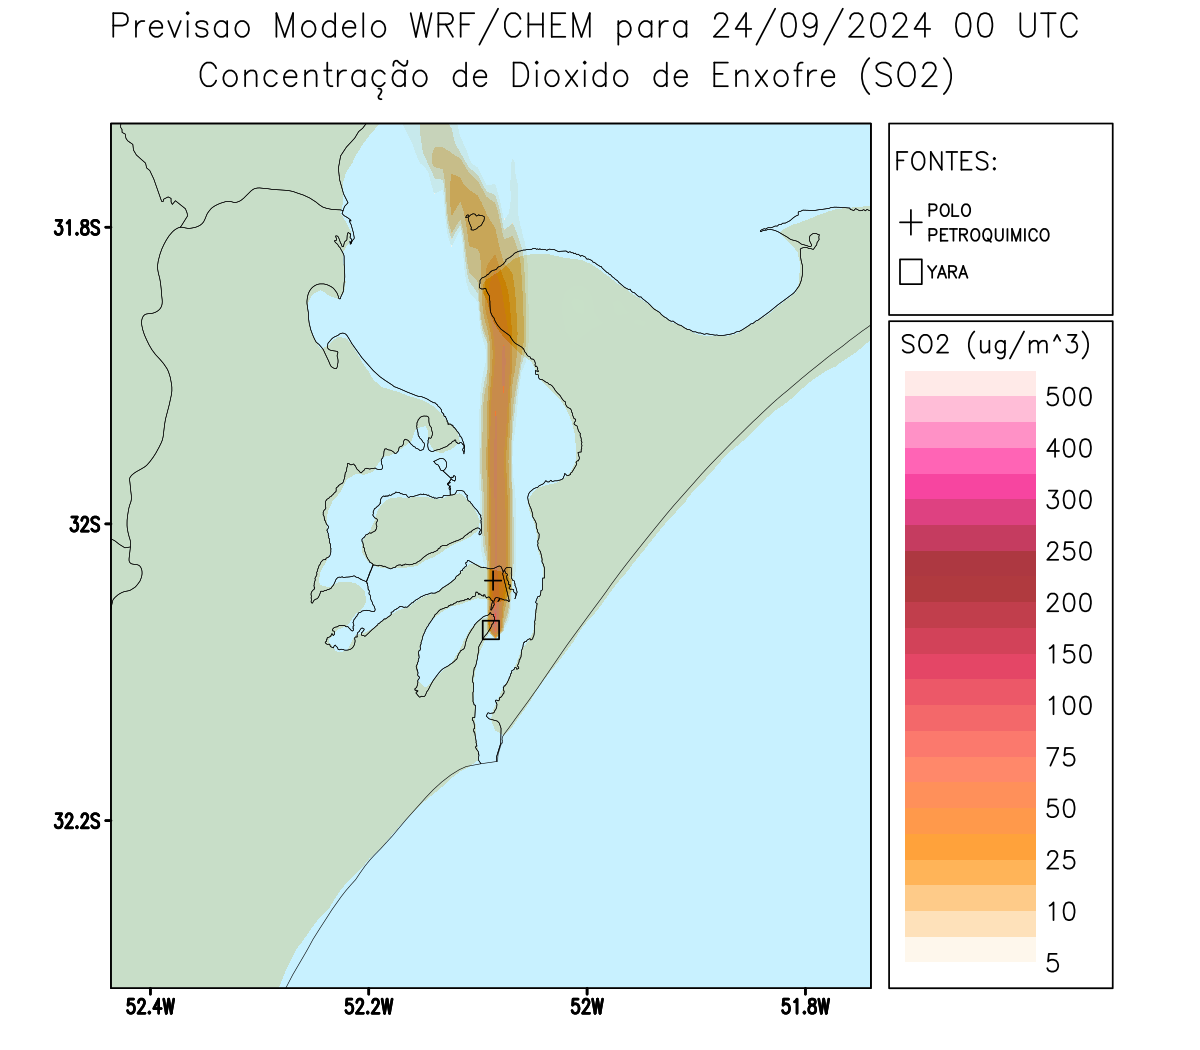 Previsao Modelo WRF/CHEM para 24/09/2024 00 UTC
Concentração de Dioxido de Enxofre (SO2)
FONTES:
POLO
PETROQUIMICO
YARA
SO2 (ug/m^3)
500
400
300
250
200
150
100
75
50
25
10
5
31.8S
32S
32.2S
52.4W
52.2W
52W
51.8W